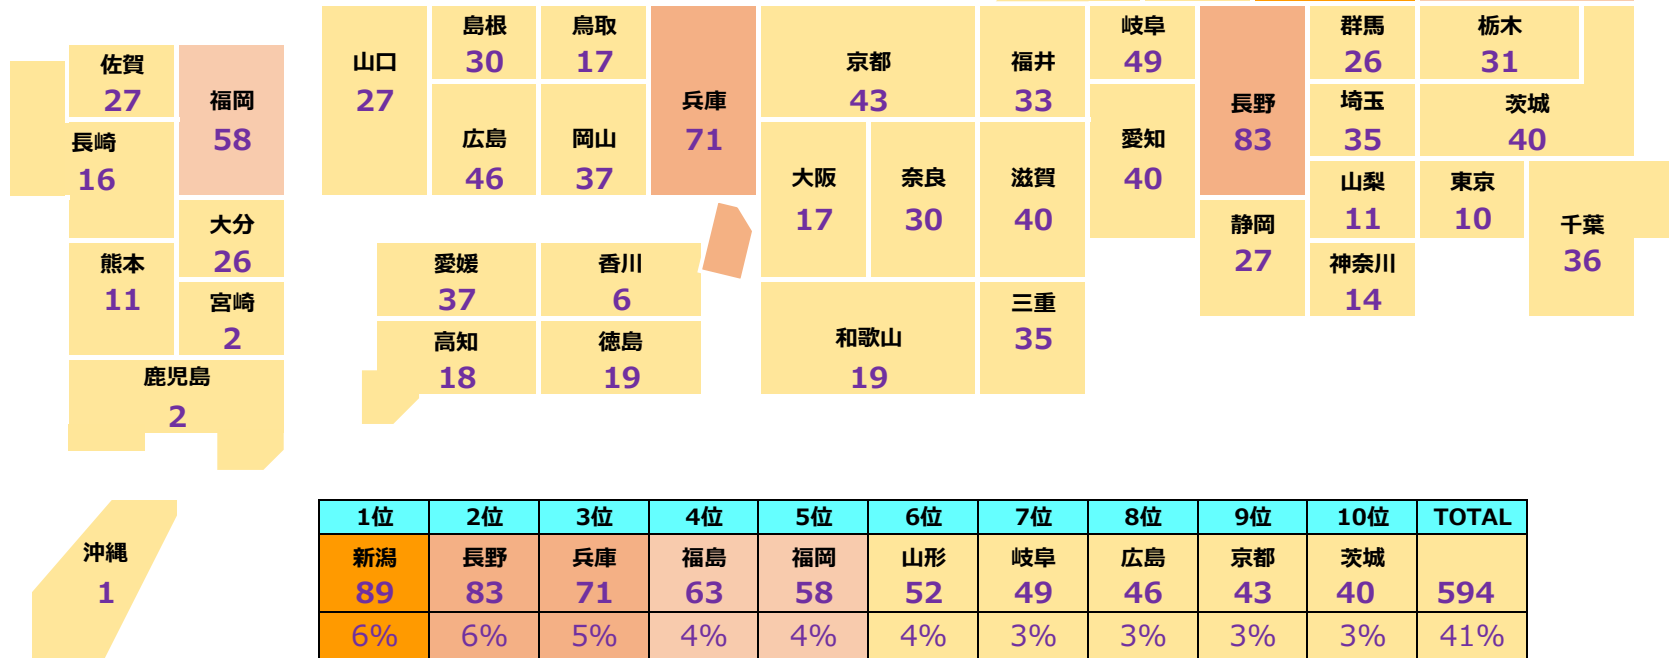 島根
30
鳥取
17
岐阜
49
群馬
26
栃木
31
佐賀
27
山口
27
京都
43
福井
33
福岡
58
兵庫
71
長野
83
埼玉
35
茨城
40
長崎
16
広島
46
岡山
37
愛知
40
大阪
17
奈良
30
滋賀
40
山梨
11
東京
10
大分
26
静岡
27
千葉
36
熊本
11
愛媛
37
香川
6
神奈川
14
宮崎
2
三重
35
高知
18
徳島
19
和歌山
19
鹿児島
2
沖縄
1
1位 2位 3位 4位 5位 6位 7位 8位 9位 10位 TOTAL
新潟 長野 兵庫 福島 福岡 山形 岐阜 広島 京都 茨城
89 83 71 63 58 52 49 46 43 40 594
6% 6% 5% 4% 4% 4% 3% 3% 3% 3% 41%